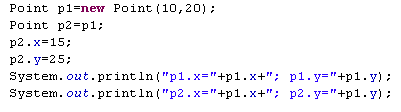 Point p1=new Point(10,20);
Point p2=p1;
p2.x=15;
p2.y=25;
System.out.println("p1.x="+p1.x+"; p1.y="+p1.y);
System.out.println("p2.x="+p1.x+"; p2.y="+p2.y);